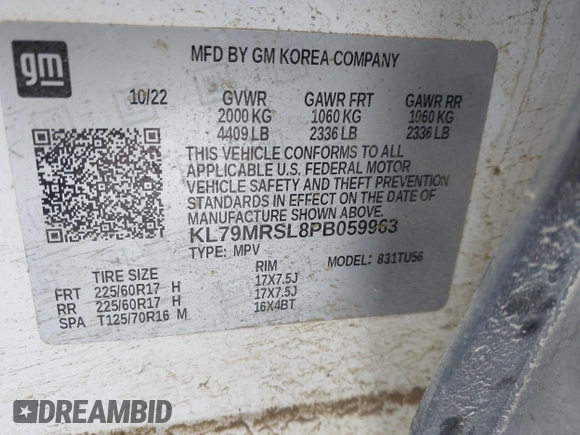 gm
MFD BY GM KOREA COMPANY
10/22 GVWR GAWR FRT GAWR RR
2000 KG 1060 KG 1060 KG
4409 LB 2336 LB 2336 LB
THIS VEHICLE CONFORMS TO ALL
APPLICABLE U.S. FEDERAL MOTOR
VEHICLE SAFETY AND THEFT PREVENTION
STANDARDS IN EFFECT ON THE DATE OF
MANUFACTURE SHOWN ABOVE.
KL79MRSL8PB059963
TYPE: MPV MODEL: 831TU56
TIRE SIZE RIM
FRT 225/60R17 H 17X7.5J
RR 225/60R17 H 17X7.5J
SPA T125/70R16 M 16X4BT
DREAMBID